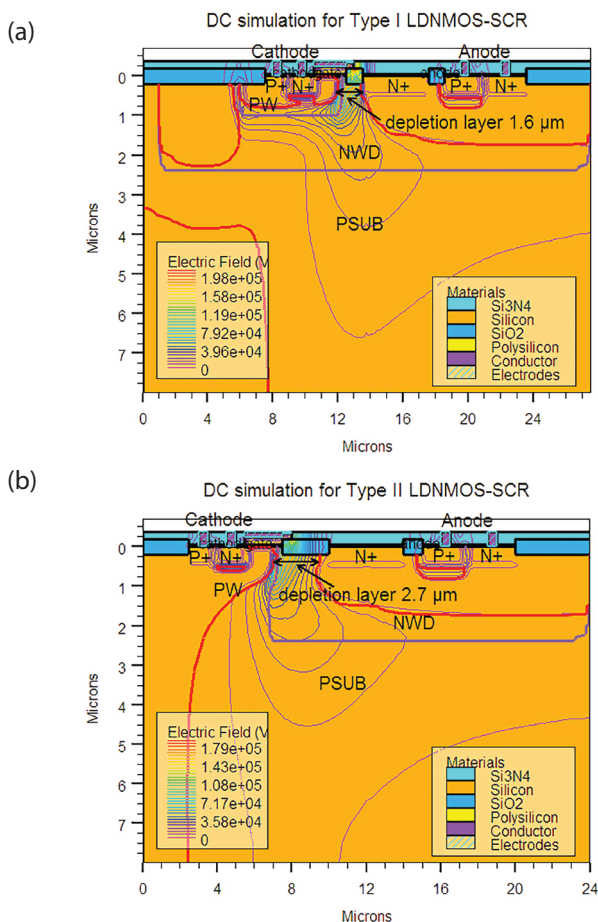 (a)
DC simulation for Type I LDNMOS-SCR
Cathode Anode
P+ N+ N+ P+ N+
PW
depletion layer 1.6 µm
NWD
PSUB
Microns
0
1
2
3
4
5
6
7
Electric Field (V
1.98e+05
1.58e+05
1.19e+05
7.92e+04
3.96e+04
0
Materials
Si3N4
Silicon
SiO2
Polysilicon
Conductor
Electrodes
0 4 8 12 16 20 24
Microns
(b)
DC simulation for Type II LDNMOS-SCR
Cathode Anode
P+ N+ N+ P+ N+
PW
depletion layer 2.7 µm
NWD
PSUB
Microns
0
1
2
3
4
5
6
7
Electric Field (V
1.79e+05
1.43e+05
1.08e+05
7.17e+04
3.58e+04
0
Materials
Si3N4
Silicon
SiO2
Polysilicon
Conductor
Electrodes
0 4 8 12 16 20 24
Microns